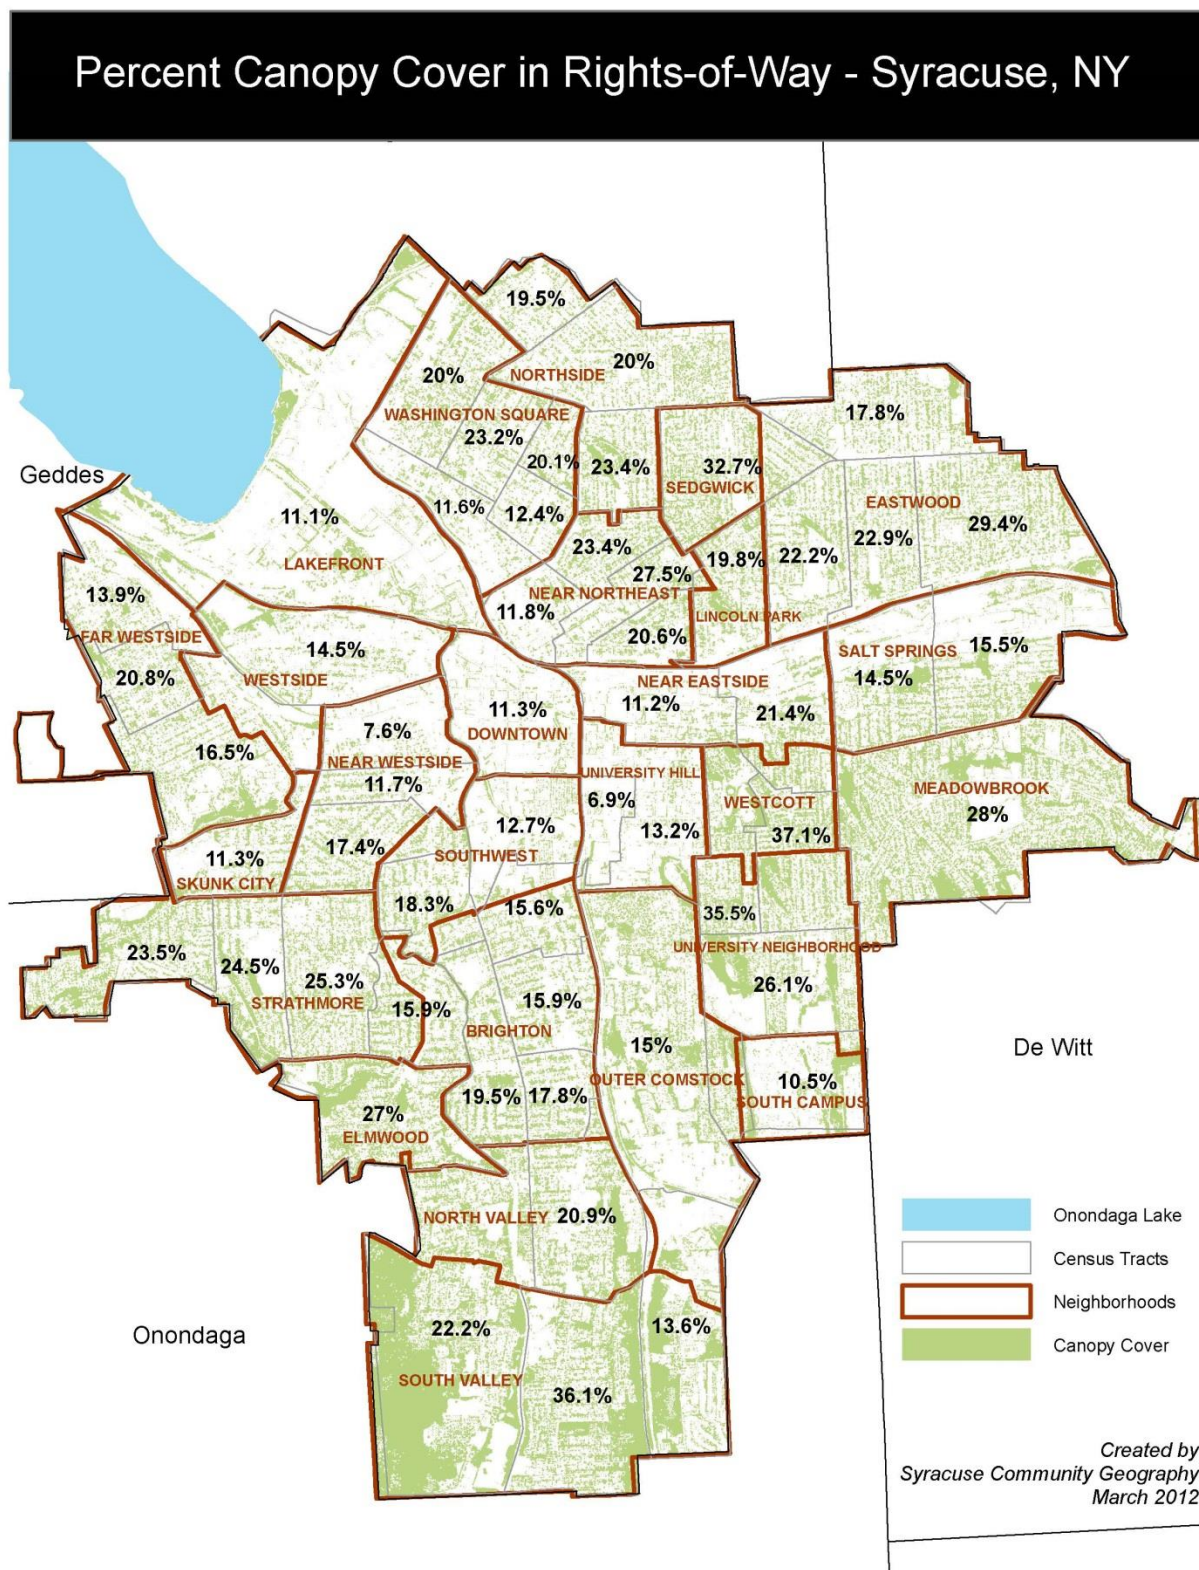 Percent Canopy Cover in Rights-of-Way - Syracuse, NY
19.5%
20%
NORTHSIDE
20%
WASHINGTON SQUARE
23.2%
20.1%
23.4%
32.7%
SEDGWICK
17.8%
Geddes
11.1%
LAKEFRONT
11.6%
12.4%
23.4%
27.5%
NEAR NORTHEAST
11.8%
20.6%
19.8%
LINCOLN PARK
EASTWOOD
22.2%
22.9%
29.4%
13.9%
FAR WESTSIDE
20.8%
16.5%
14.5%
WESTSIDE
NEAR EASTSIDE
11.2%
21.4%
SALT SPRINGS
14.5%
15.5%
11.3%
DOWNTOWN
7.6%
NEAR WESTSIDE
11.7%
17.4%
UNIVERSITY HILL
6.9%
13.2%
WESTCOTT
37.1%
MEADOWBROOK
28%
12.7%
SOUTHWEST
18.3%
11.3%
SKUNK CITY
15.6%
35.5%
UNIVERSITY NEIGHBORHOOD
26.1%
23.5%
24.5%
25.3%
STRATHMORE
15.9%
15.9%
BRIGHTON
19.5%
17.8%
15%
OUTER COMSTOCK
10.5%
SOUTH CAMPUS
De Witt
27%
ELMWOOD
NORTH VALLEY
20.9%
22.2%
SOUTH VALLEY
36.1%
13.6%
Onondaga
Onondaga Lake
Census Tracts
Neighborhoods
Canopy Cover
Created by
Syracuse Community Geography
March 2012